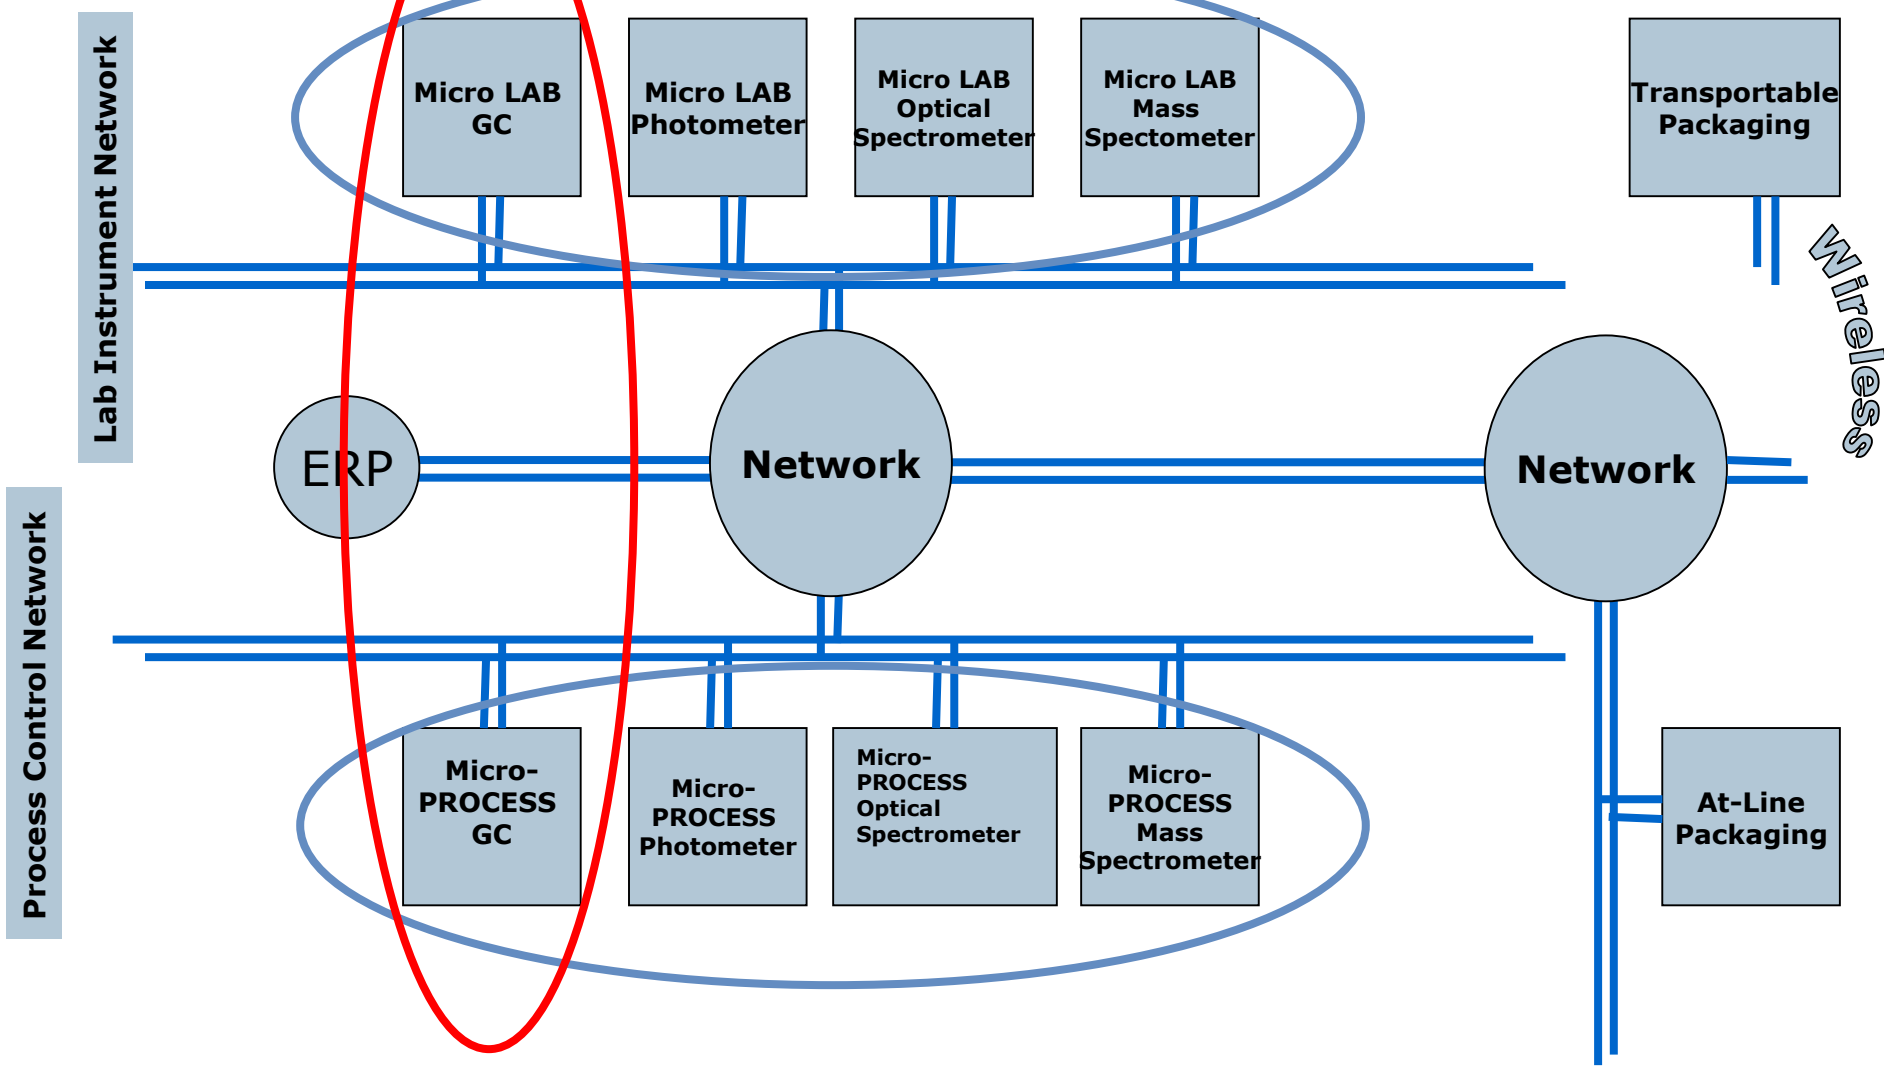 Lab Instrument Network
Micro LAB
GC
Micro LAB
Photometer
Micro LAB
Optical
Spectrometer
Micro LAB
Mass
Spectometer
Transportable
Packaging
Wireless
ERP
Network
Network
Process Control Network
Micro-
PROCESS
GC
Micro-
PROCESS
Photometer
Micro-
PROCESS
Optical
Spectrometer
Micro-
PROCESS
Mass
Spectrometer
At-Line
Packaging